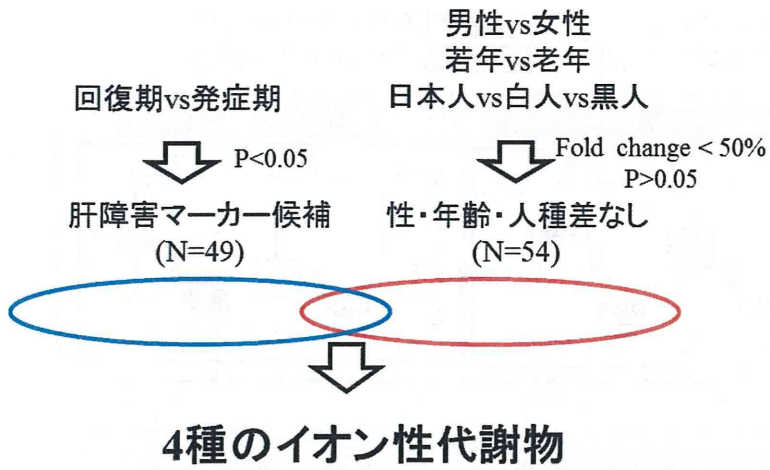 回復期vs発症期
P<0.05
肝障害マーカー候補
(N=49)
男性vs女性
若年vs老年
日本人vs白人vs黒人
Fold change < 50%
P>0.05
性・年齢・人種差なし
(N=54)
4種のイオン性代謝物